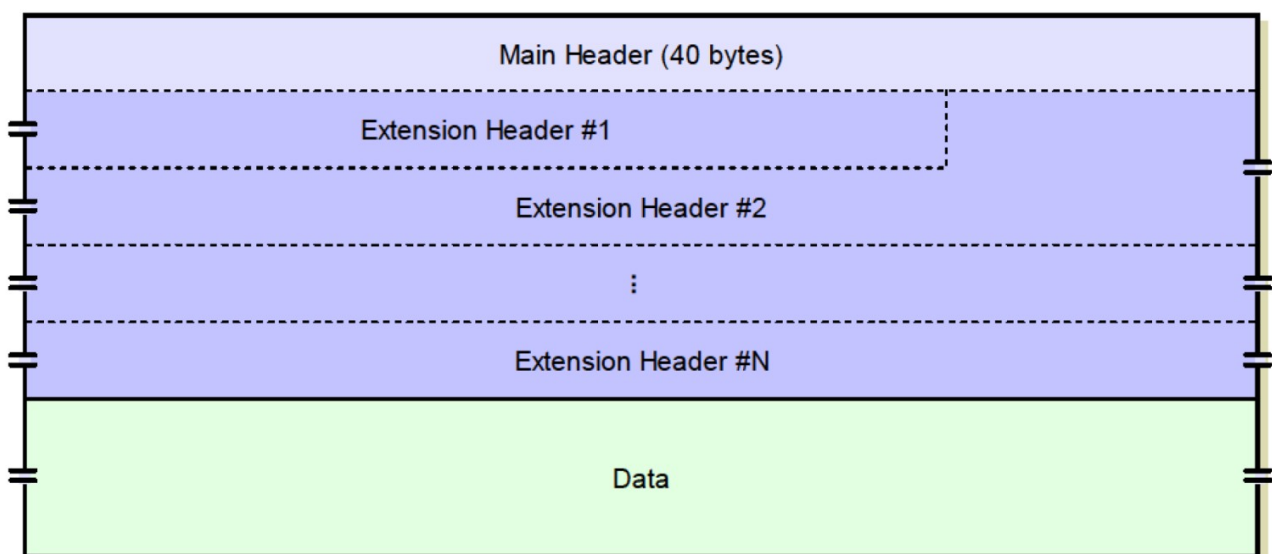 Main Header (40 bytes)
Extension Header #1
Extension Header #2
⋮
Extension Header #N
Data